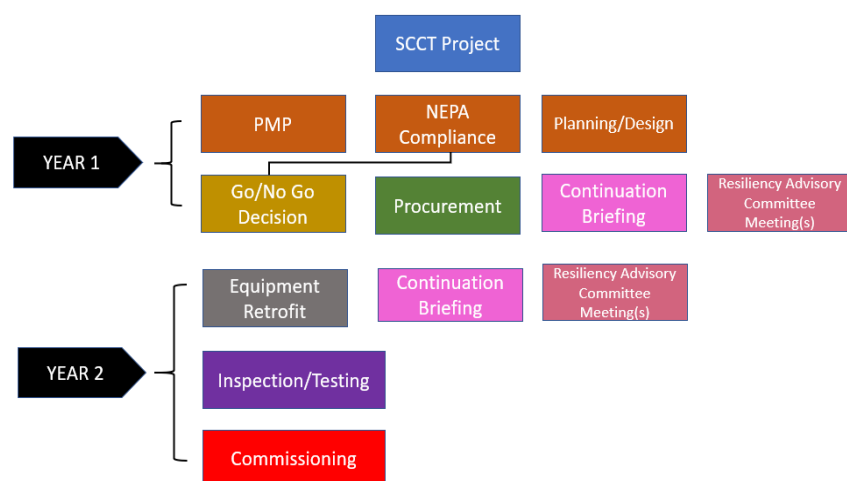 SCCT Project
PMP
NEPA
Compliance
Planning/Design
YEAR 1
Go/No Go
Decision
Procurement
Continuation
Briefing
Resiliency Advisory
Committee
Meeting(s)
Equipment
Retrofit
Continuation
Briefing
Resiliency Advisory
Committee
Meeting(s)
YEAR 2
Inspection/Testing
Commissioning